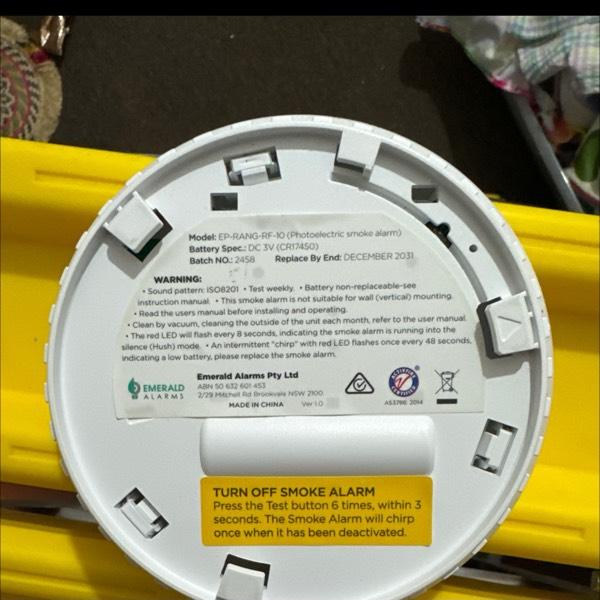 Model: EP-RANG-RF-10 (Photoelectric smoke alarm)
Battery Spec.: DC 3V (CR17450)
Batch NO.: 2458 Replace By End: DECEMBER 2031
WARNING:
• Sound pattern: ISO8201 • Test weekly. • Battery non-replaceable-see
instruction manual. • This smoke alarm is not suitable for wall (vertical) mounting.
• Read the users manual before installing and operating.
• Clean by vacuum, cleaning the outside of the unit each month, refer to the user manual.
• The red LED will flash every 8 seconds, indicating the smoke alarm is running into the
silence (Hush) mode. • An intermittent "chirp" with red LED flashes once every 48 seconds,
indicating a low battery, please replace the smoke alarm.
EMERALD
ALARMS
Emerald Alarms Pty Ltd
ABN 50 632 601 453
2/29 Mitchell Rd Brookvale NSW 2100
MADE IN CHINA Ver 1.0
AS3786: 2014
TURN OFF SMOKE ALARM
Press the Test button 6 times, within 3
seconds. The Smoke Alarm will chirp
once when it has been deactivated.